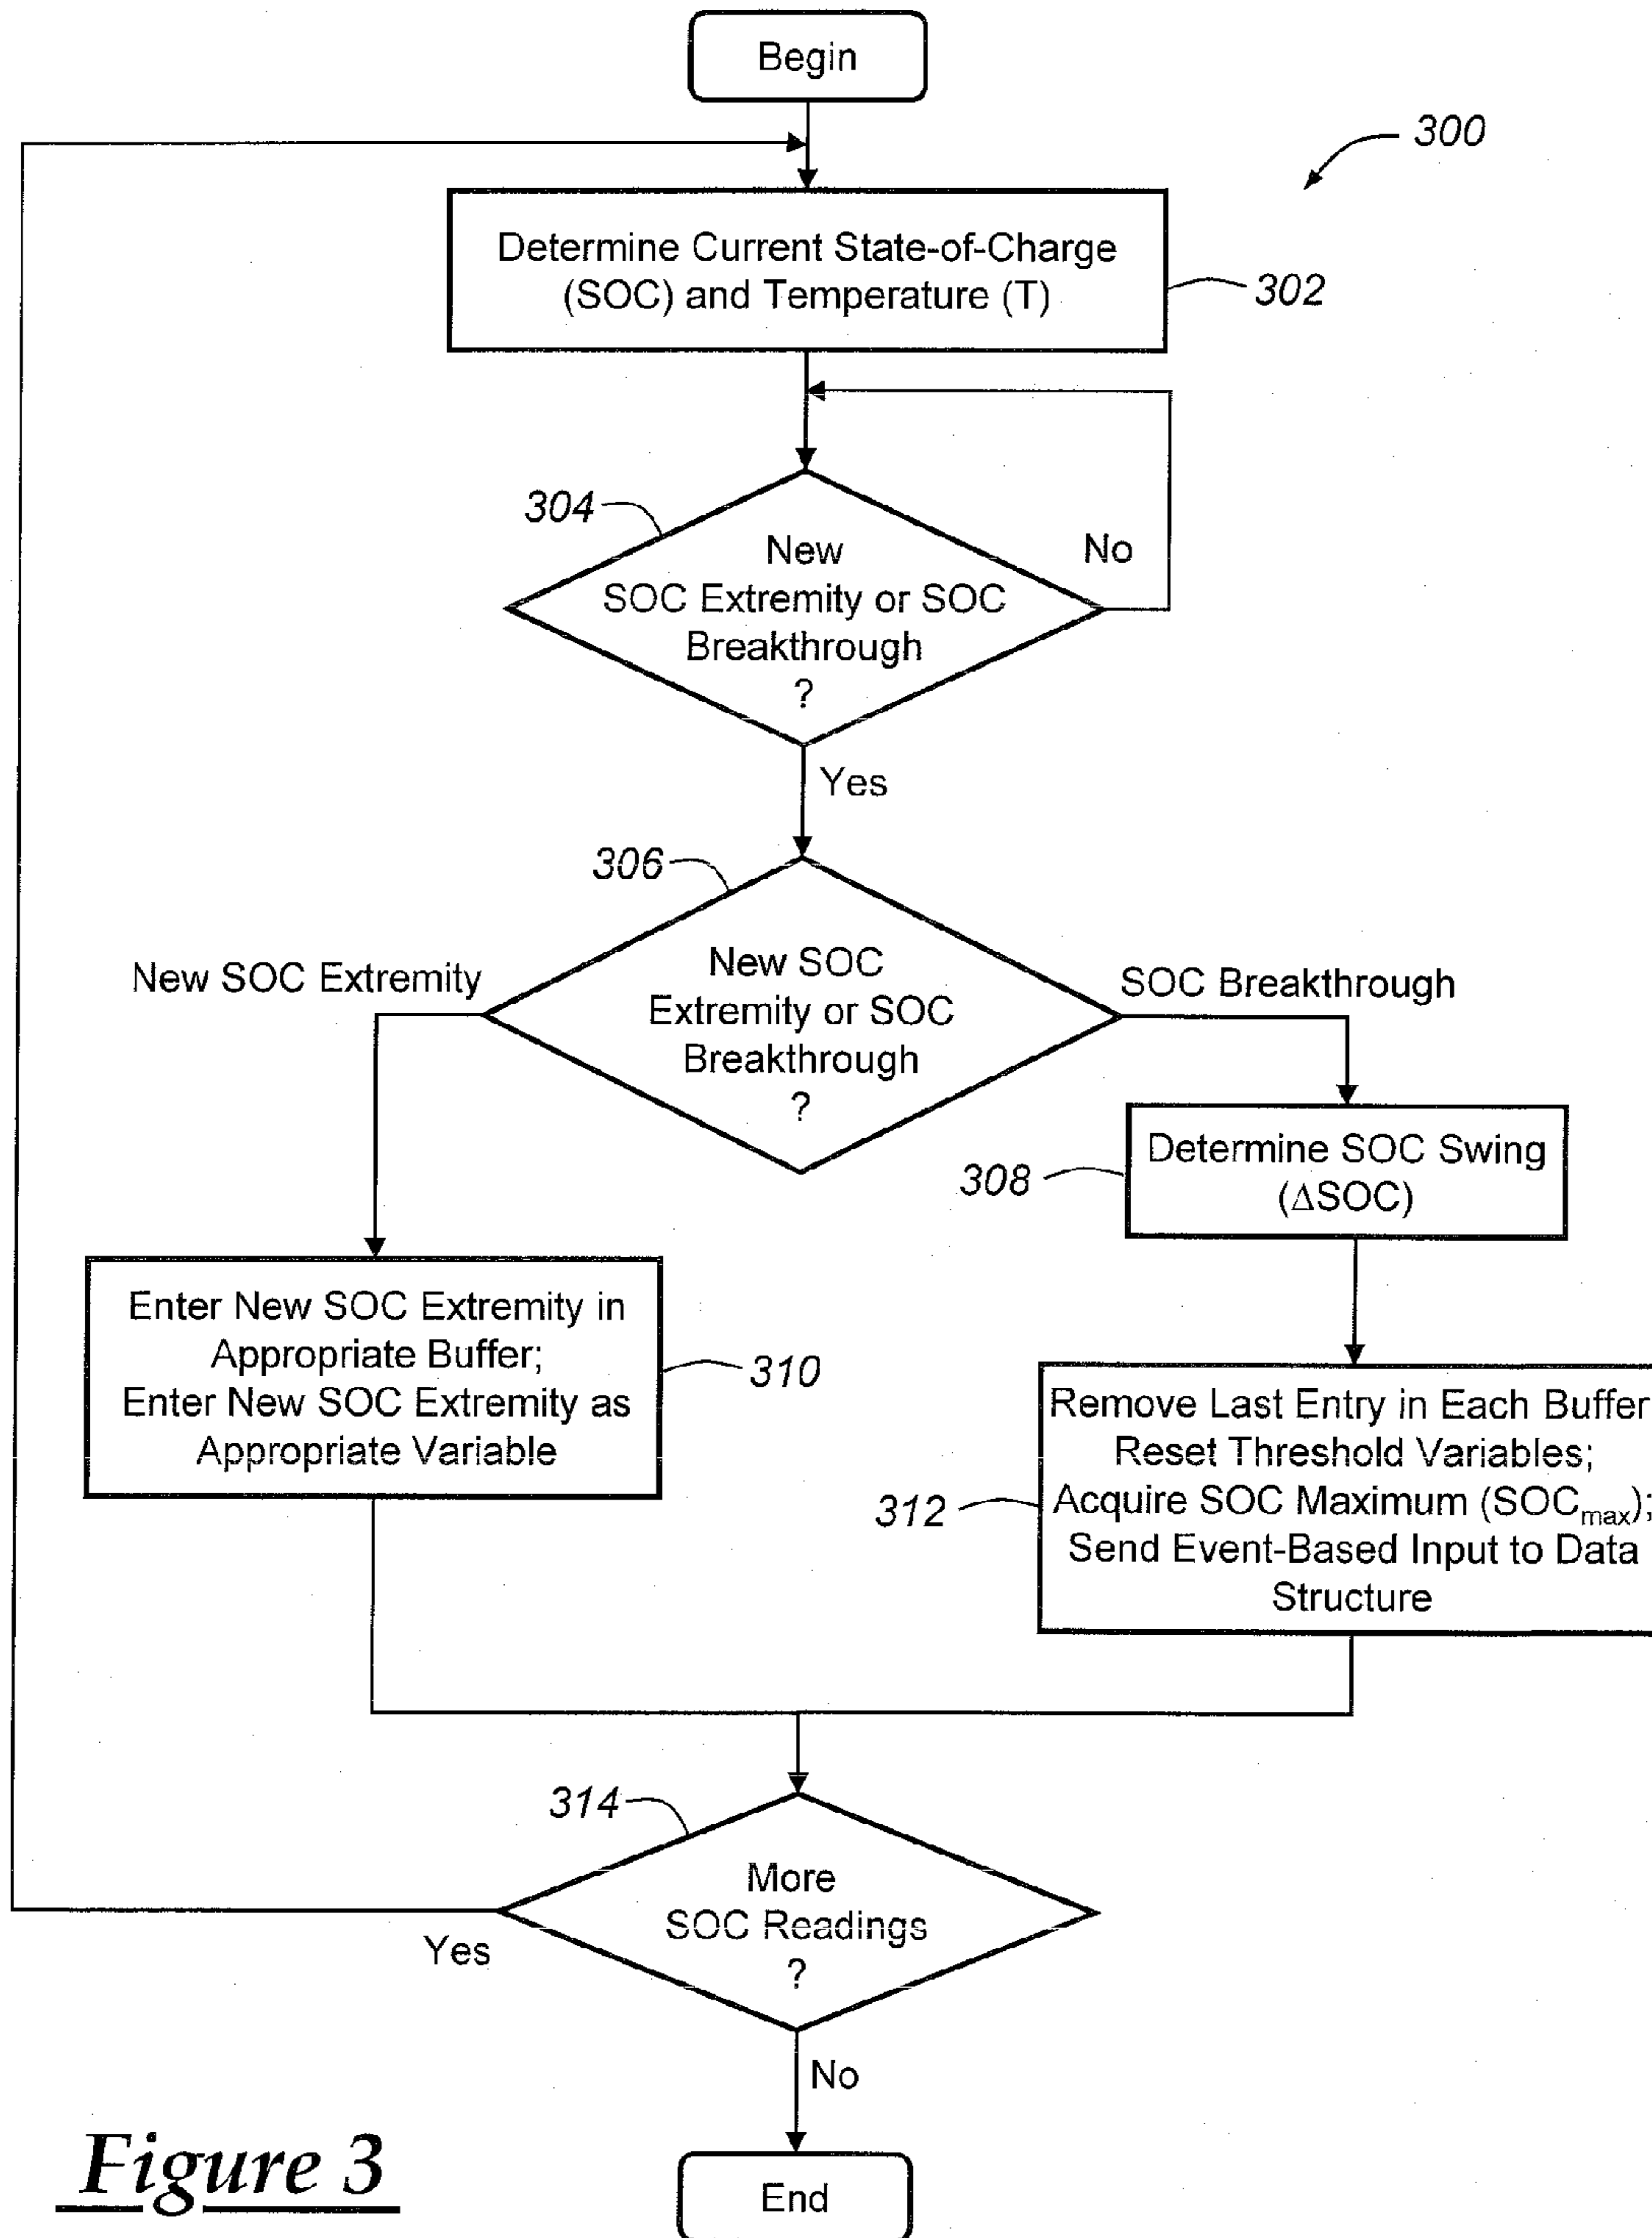 Begin
300
Determine Current State-of-Charge
(SOC) and Temperature (T)
302
304
New
SOC Extremity or SOC
Breakthrough
?
No
Yes
306
New SOC Extremity
New SOC
Extremity or SOC
Breakthrough
?
SOC Breakthrough
308
Determine SOC Swing
(ΔSOC)
Enter New SOC Extremity in
Appropriate Buffer;
Enter New SOC Extremity as
Appropriate Variable
310
312
Remove Last Entry in Each Buffer
Reset Threshold Variables;
Acquire SOC Maximum (SOCmax);
Send Event-Based Input to Data
Structure
314
More
SOC Readings
?
Yes
No
End
Figure 3